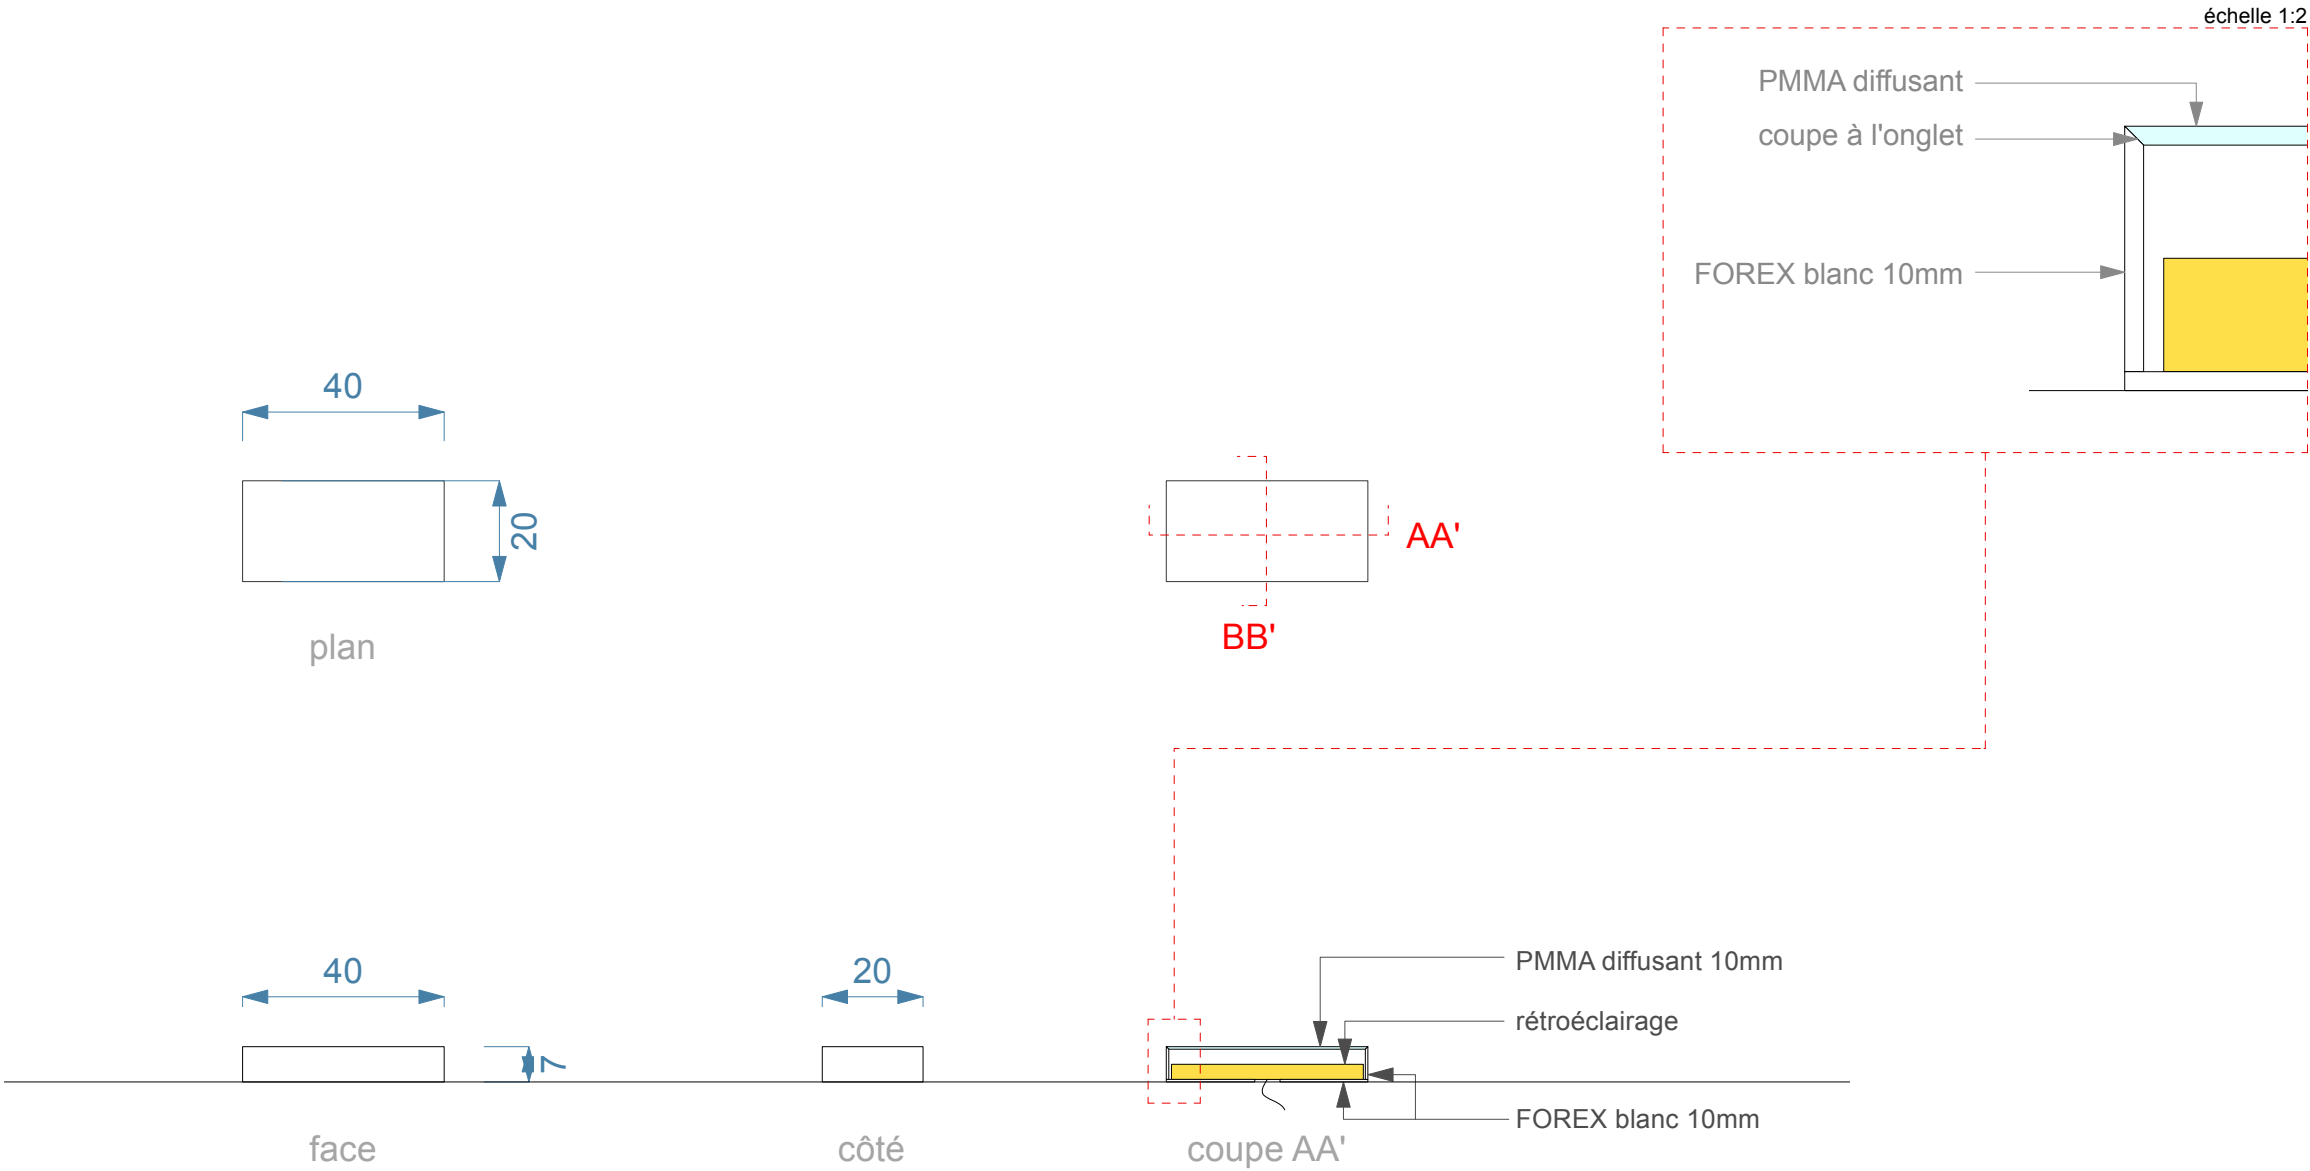 échelle 1:2
PMMA diffusant
coupe à l'onglet
FOREX blanc 10mm
40
20
plan
AA'
BB'
40
7
face
20
côté
PMMA diffusant 10mm
rétroéclairage
FOREX blanc 10mm
coupe AA'